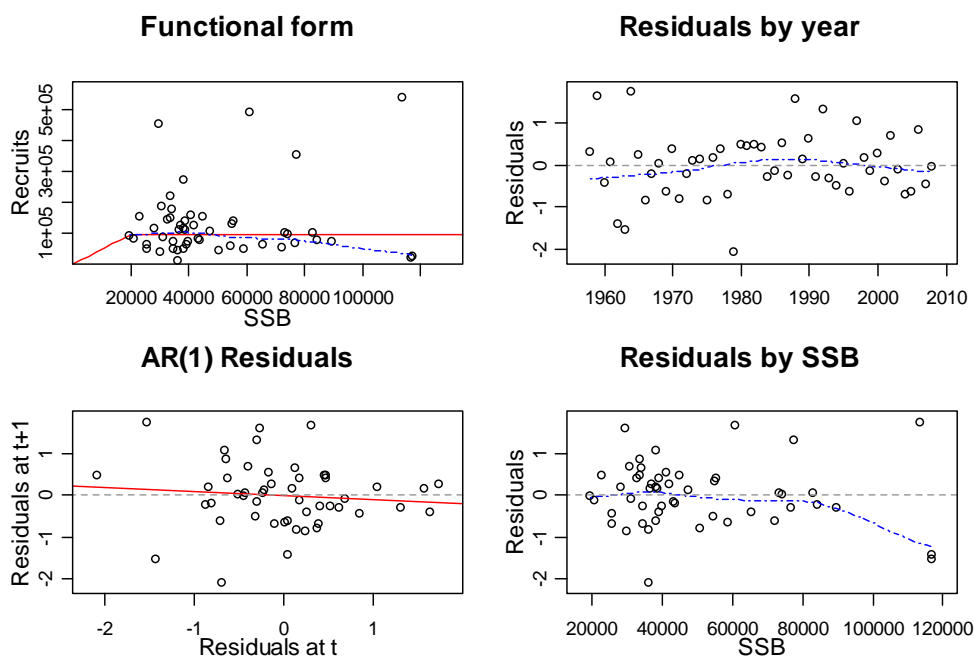 Functional form
Recruits
1e+05 3e+05 5e+05
20000 40000 60000 80000 100000
SSB
Residuals by year
Residuals
-2 -1 0 1
1960 1970 1980 1990 2000 2010
AR(1) Residuals
Residuals at t+1
-2 -1 0 1
-2 -1 0 1
Residuals at t
Residuals by SSB
Residuals
-2 -1 0 1
20000 40000 60000 80000 100000 120000
SSB